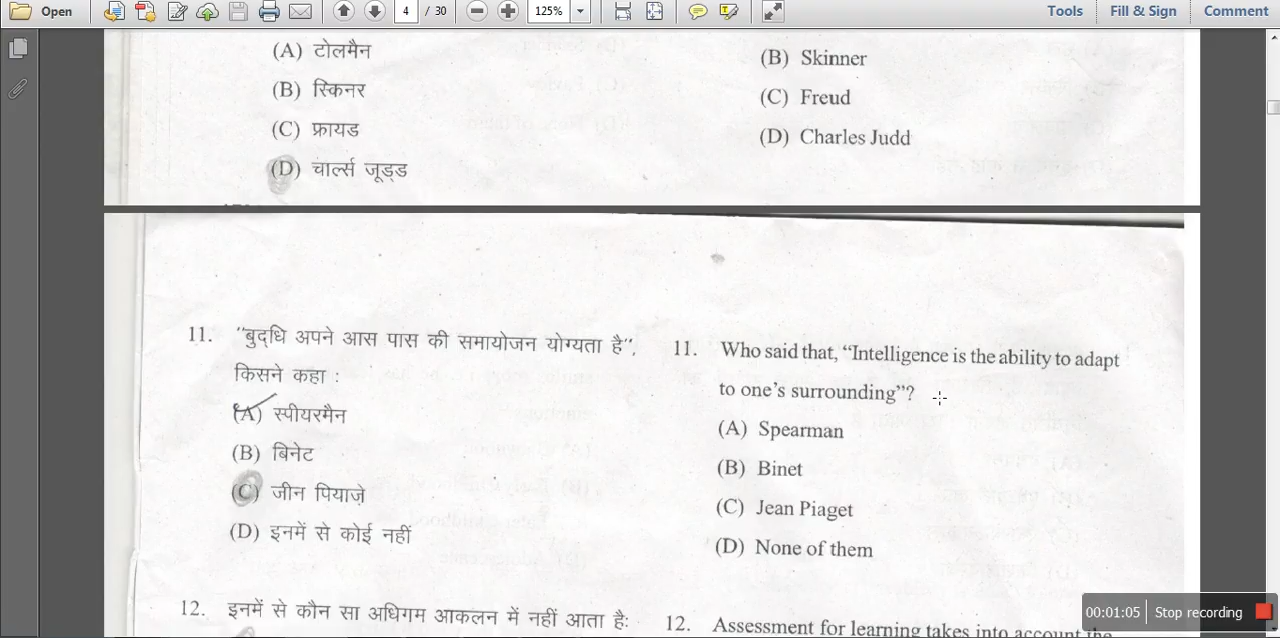 Open
4 / 30
125%
Tools
Fill & Sign
Comment
(A) टोलमैन
(B) स्किनर
(C) फ्रायड
(D) चार्ल्स जूड्ड
(B) Skinner
(C) Freud
(D) Charles Judd
11. "बुद्धि अपने आस पास की समायोजन योग्यता है",
किसने कहा :
(A) स्पीयरमैन
(B) बिनेट
(C) जीन पियाजे़
(D) इनमें से कोई नहीं
12. इनमें से कौन सा अधिगम आकलन में नहीं आता है:
11. Who said that, “Intelligence is the ability to adapt
to one’s surrounding”?
(A) Spearman
(B) Binet
(C) Jean Piaget
(D) None of them
12. Assessment for learning takes into account the
00:01:05 Stop recording